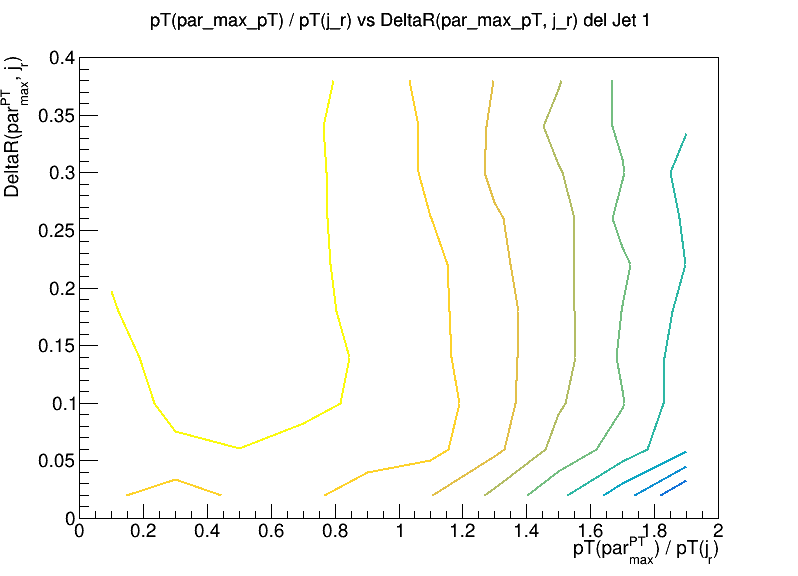 pT(par_max_pT) / pT(j_r) vs DeltaR(par_max_pT, j_r) del Jet 1
DeltaR(par^PT_max, j_r)
0.4
0.35
0.3
0.25
0.2
0.15
0.1
0.05
0
0 0.2 0.4 0.6 0.8 1 1.2 1.4 1.6 1.8 2
pT(par^PT_max) / pT(j_r)